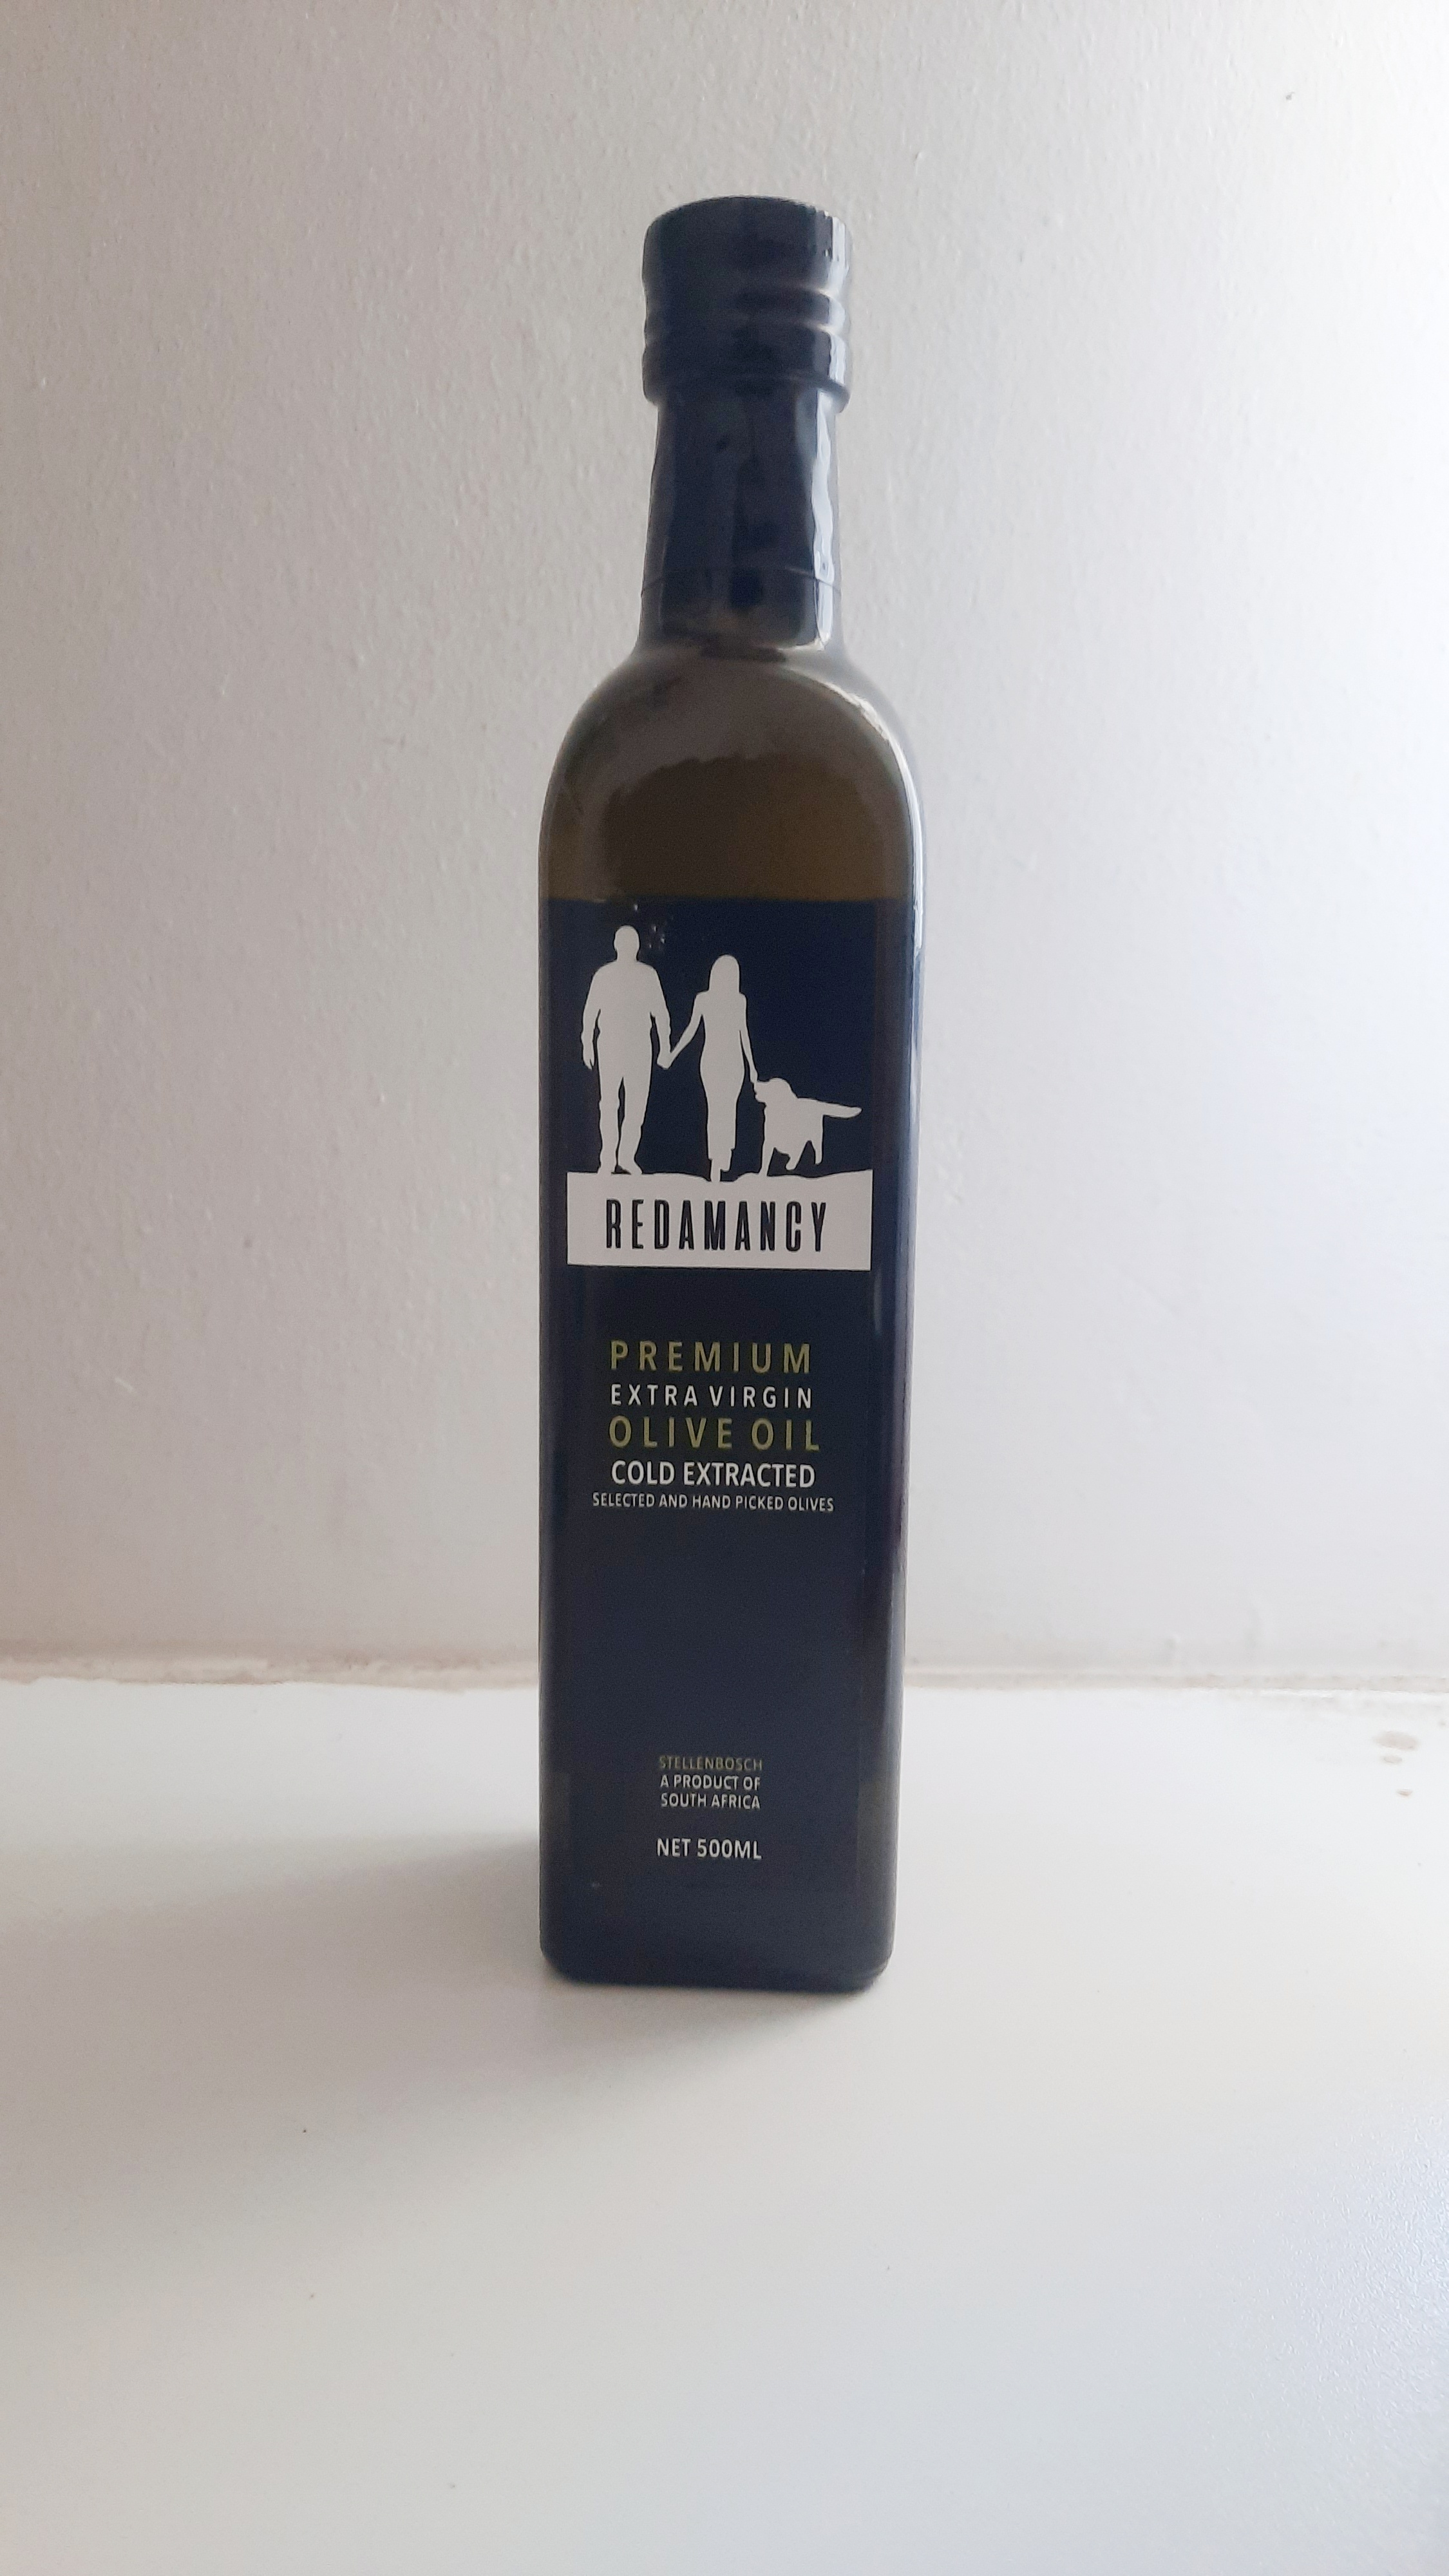 REDAMANCY
PREMIUM
EXTRA VIRGIN
OLIVE OIL
COLD EXTRACTED
SELECTED AND HAND PICKED OLIVES
STELLENBOSCH
A PRODUCT OF
SOUTH AFRICA
NET 500ML